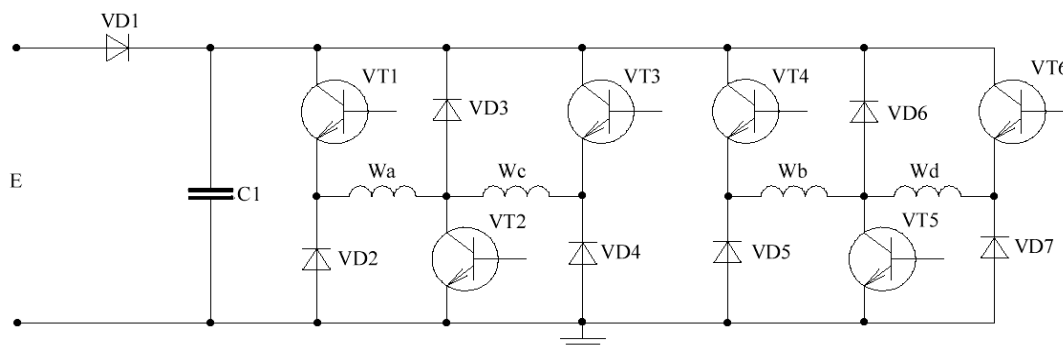 VD1
VT1
VD3
VT3
VT4
VD6
VT6
E
C1
Wa
Wc
Wb
Wd
VD2
VT2
VD4
VD5
VT5
VD7